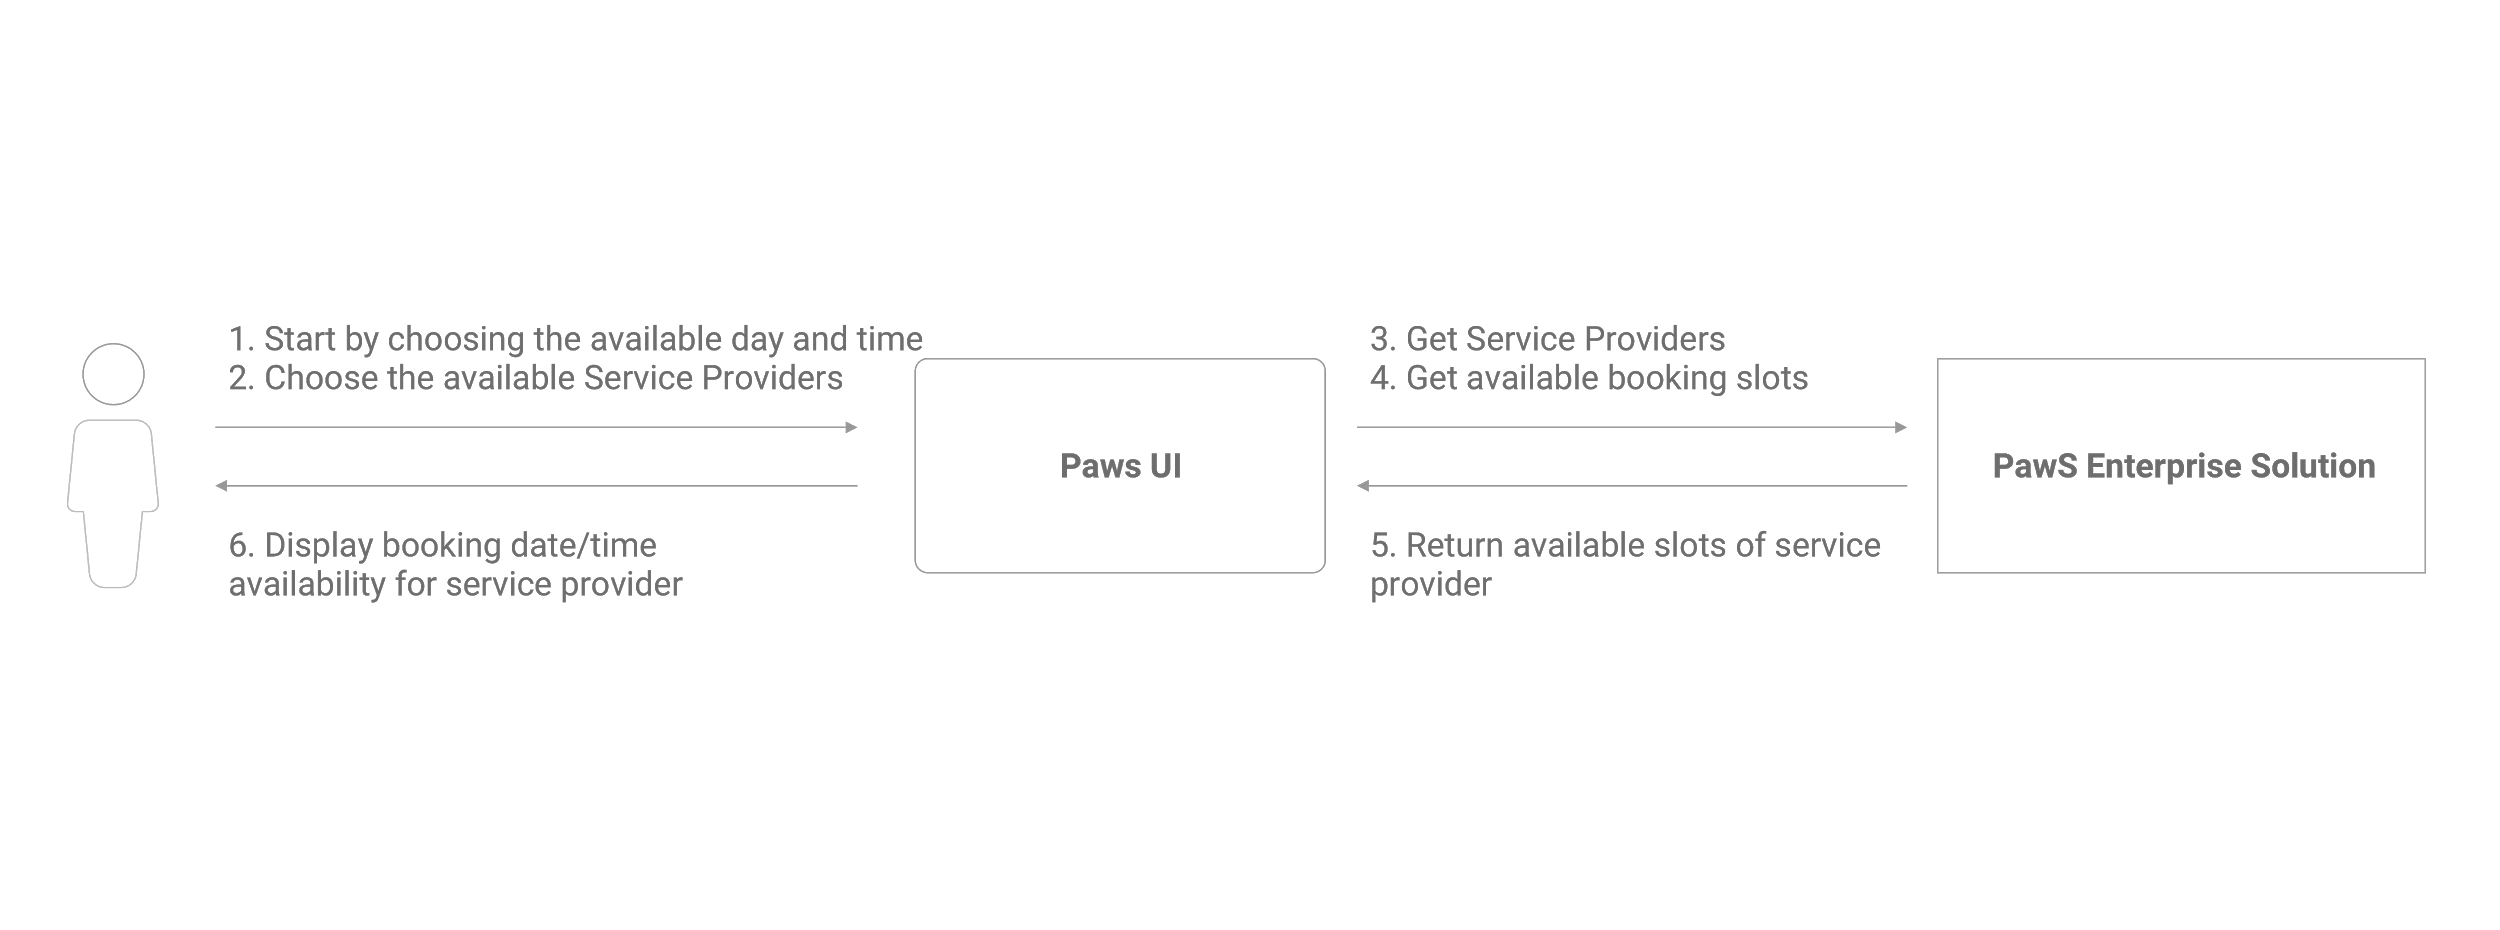 1. Start by choosing the available day and time
2. Choose the available Service Providers
3. Get Service Providers
4. Get available booking slots
Paws UI
PawS Enterprise Solution
5. Return available slots of service
provider
6. Display booking date/time
availability for service provider